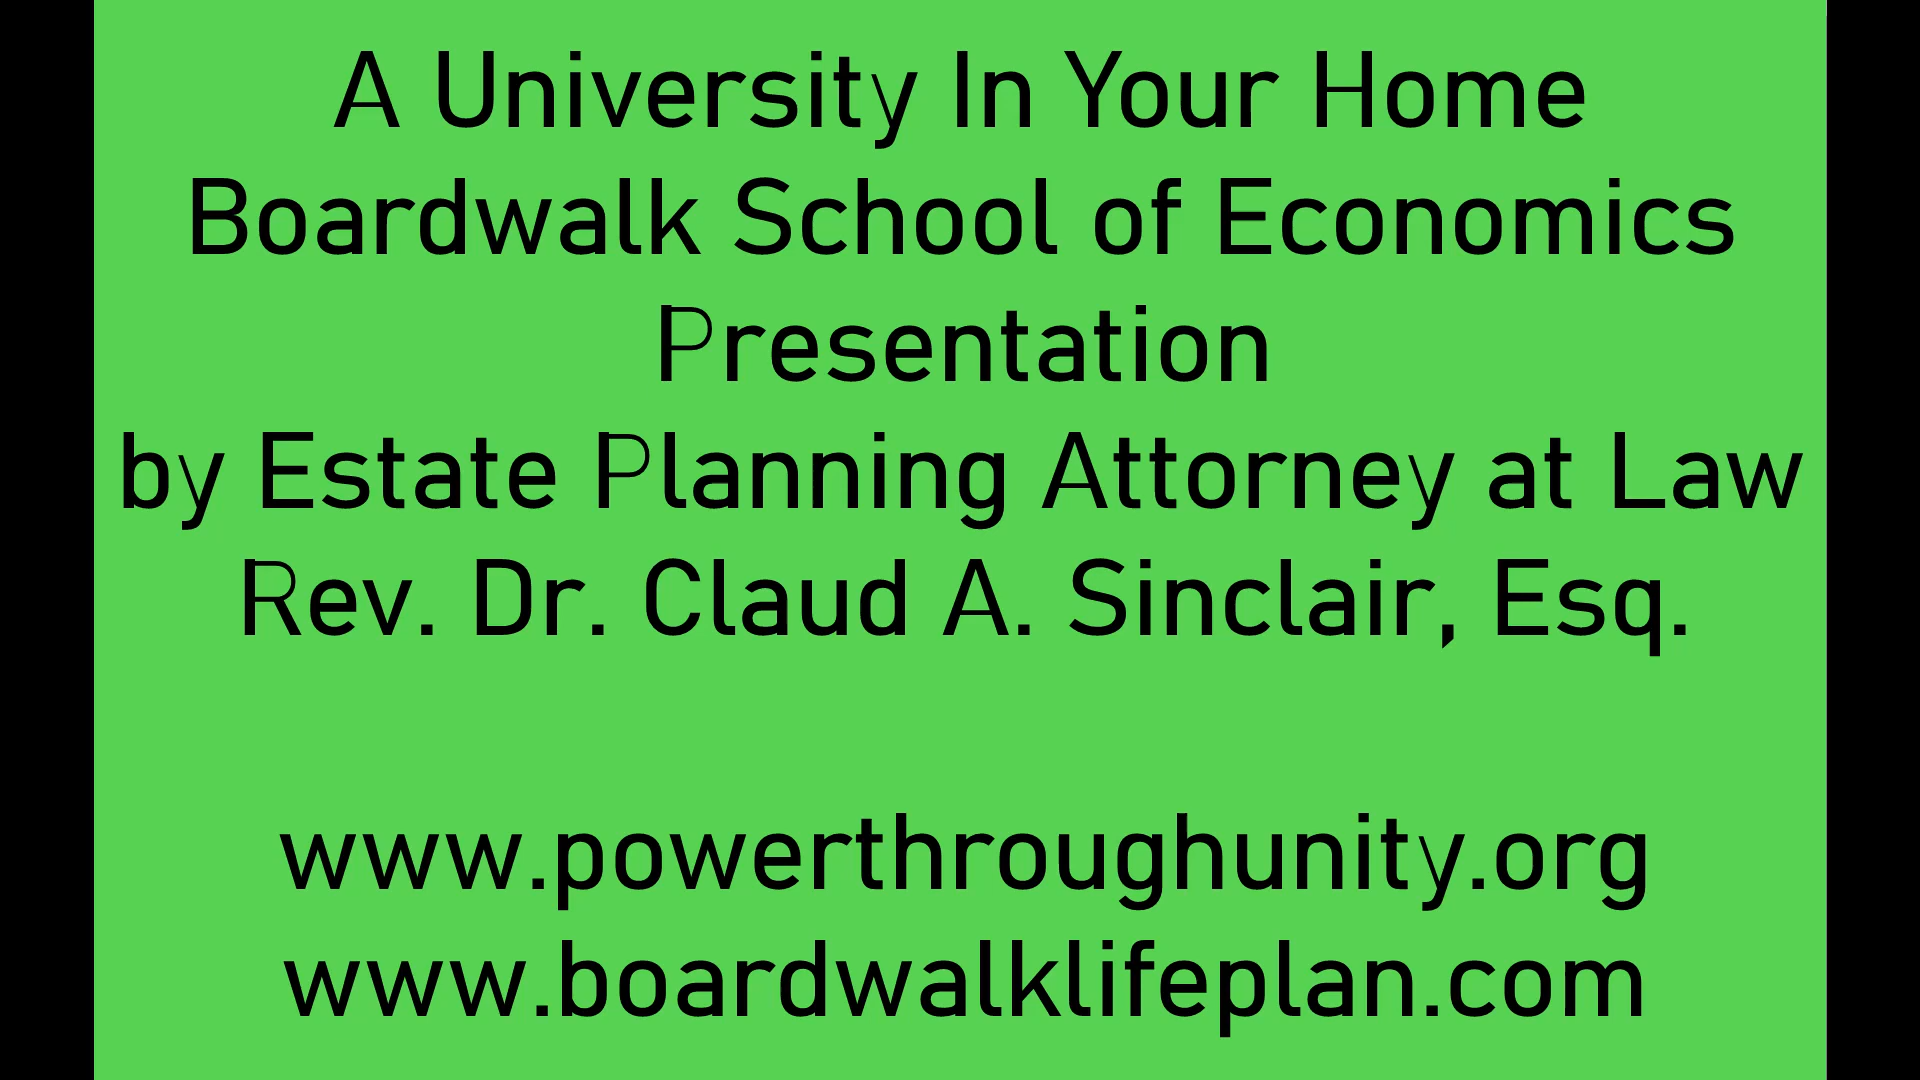 A University In Your Home
Boardwalk School of Economics
Presentation
by Estate Planning Attorney at Law
Rev. Dr. Claud A. Sinclair, Esq.
www.powerthroughunity.org
www.boardwalklifeplan.com